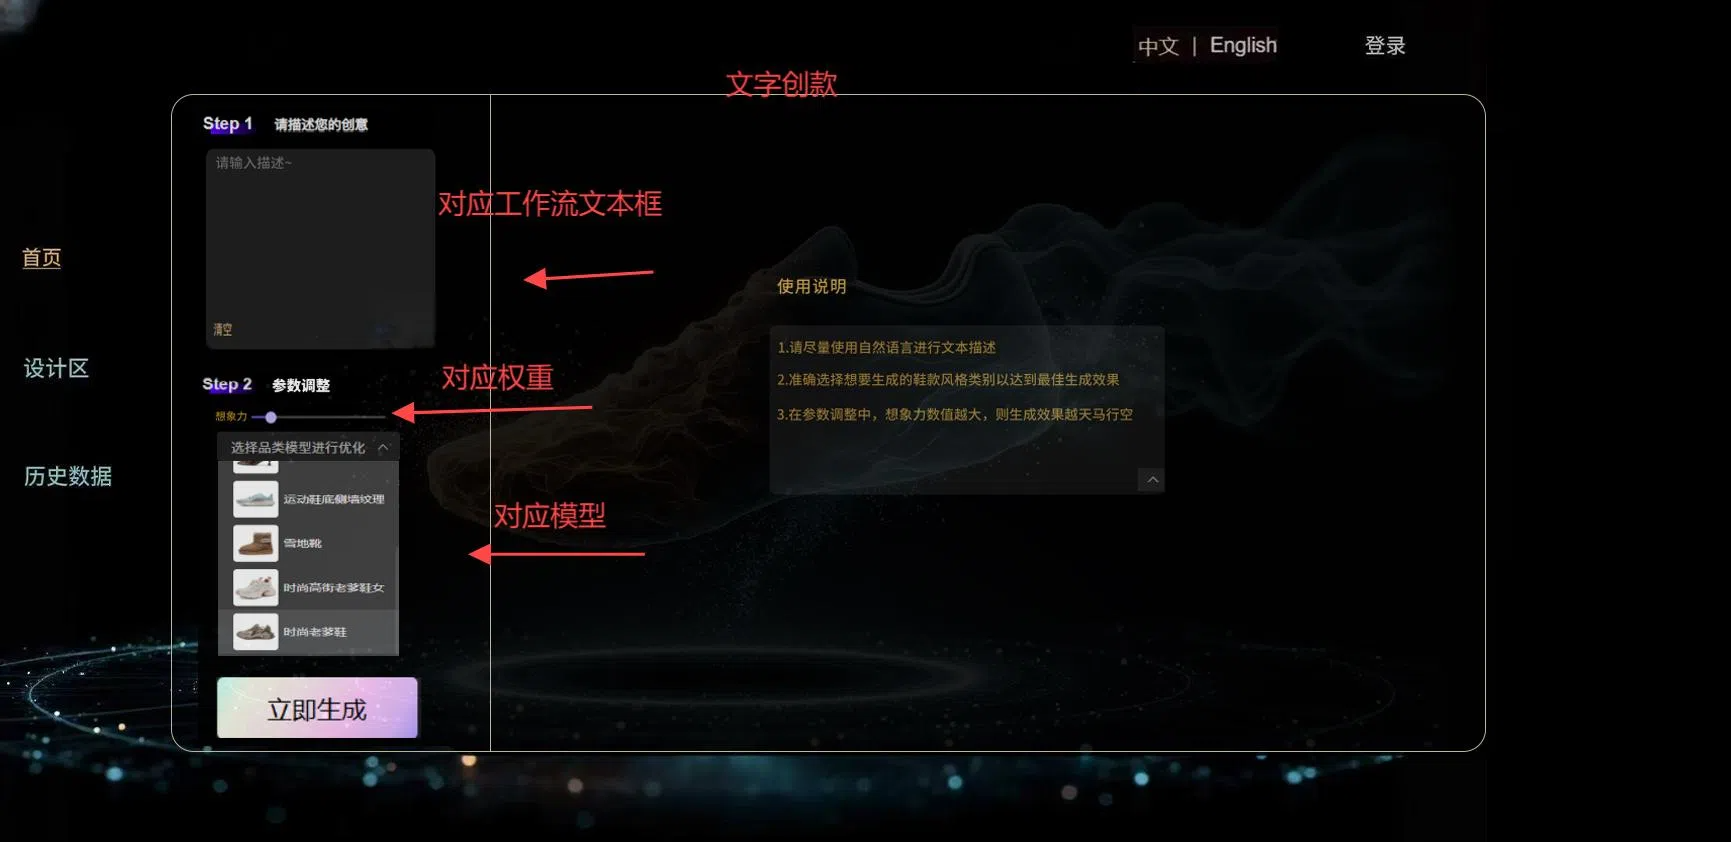 中文 | English
登录
文字创款
Step 1 请描述您的创意
请输入描述~
对应工作流文本框
首页
使用说明
清空
1.请尽量使用自然语言进行文本描述
设计区
2.准确选择想要生成的鞋款风格类别以达到最佳生成效果
对应权重
Step 2 参数调整
想象力
3.在参数调整中，想象力数值越大，则生成效果越天马行空
选择品类模型进行优化
历史数据
运动鞋底侧墙纹理
对应模型
雪地靴
时尚高街老爹鞋女
时尚老爹鞋
立即生成